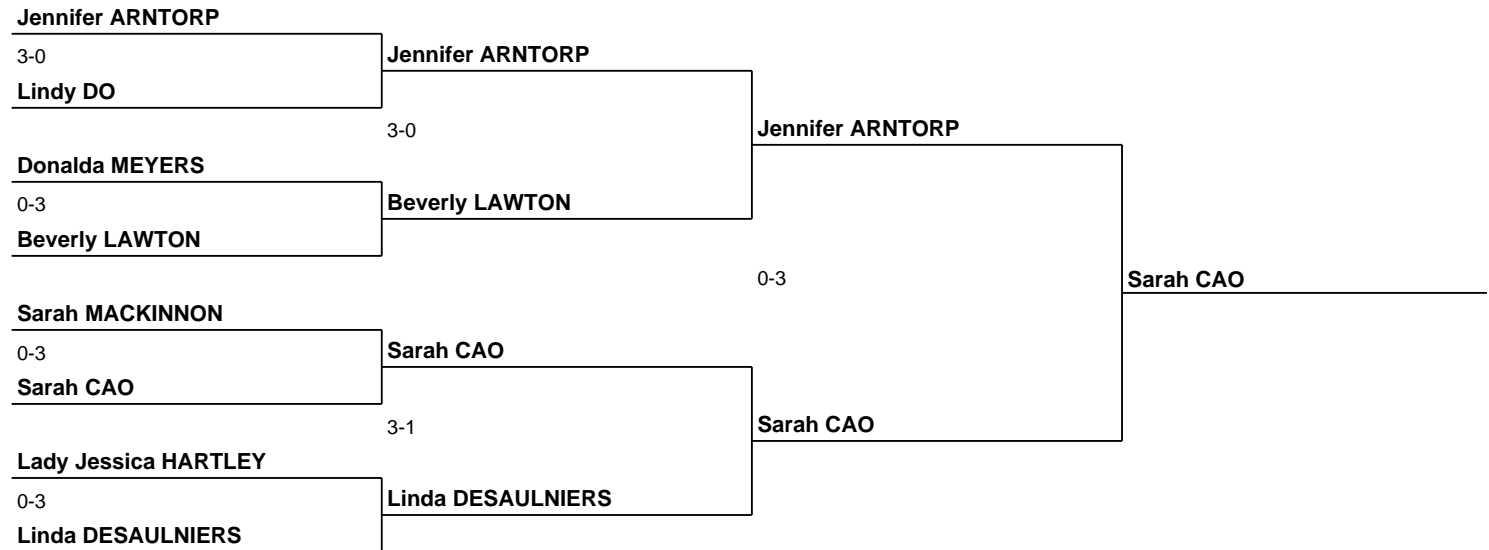 Jennifer ARNTORP
3-0
Jennifer ARNTORP
Lindy DO
3-0
Jennifer ARNTORP
Donalda MEYERS
0-3
Beverly LAWTON
Beverly LAWTON
0-3
Sarah CAO
Sarah MACKINNON
0-3
Sarah CAO
Sarah CAO
3-1
Sarah CAO
Lady Jessica HARTLEY
0-3
Linda DESAULNIERS
Linda DESAULNIERS